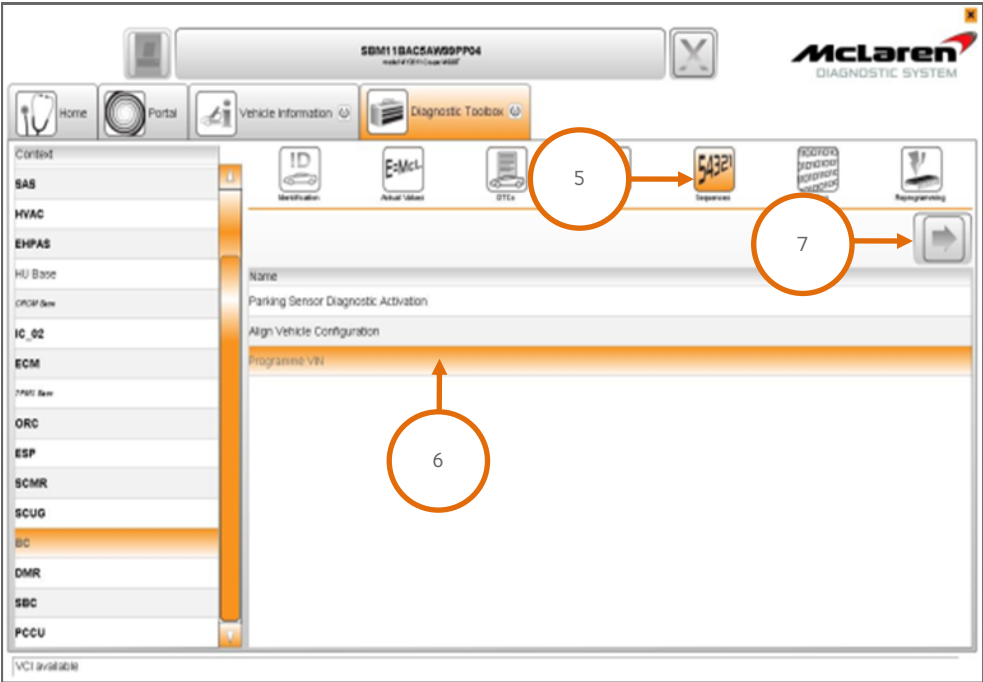 SBM11BAC5AW99PP04
McLaren
DIAGNOSTIC SYSTEM
Home
Portal
Vehicle Information
Diagnostic Toolbox
Context
SAS
HVAC
EHPAS
HU Base
IC_02
ECM
ORC
ESP
SCMR
SCUG
BC
DMR
SBC
PCCU
ID
Identification
E=McL
Actual Values
DTCs
5
54321
Sequences
Reprogramming
7
Name
Parking Sensor Diagnostic Activation
Align Vehicle Configuration
Programme VIN
6
VCI available